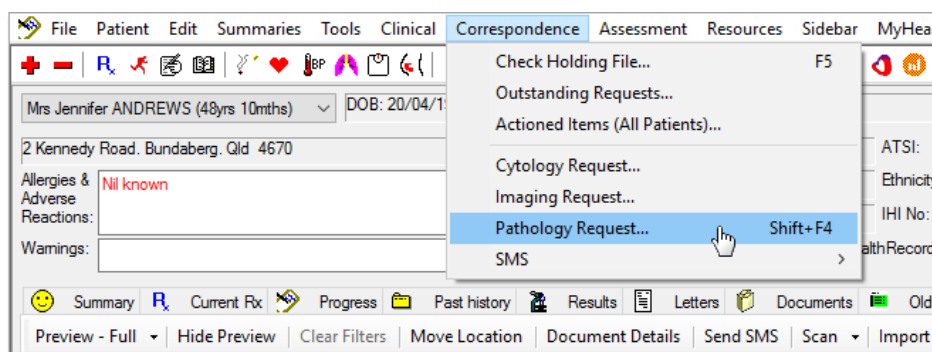 File Patient Edit Summaries Tools Clinical Correspondence Assessment Resources Sidebar MyHea
Rx BP
Check Holding File... F5
Outstanding Requests...
Actioned Items (All Patients)...
Cytology Request...
Imaging Request...
Pathology Request... Shift+F4
SMS
Mrs Jennifer ANDREWS (48yrs 10mths) DOB: 20/04/1
2 Kennedy Road. Bundaberg. Qld 4670 ATSI:
Allergies & Adverse Reactions: Nil known
Ethnicity
IHI No:
Warnings: althRecord
Summary Rx Current Rx Progress Past history Results Letters Documents Old
Preview - Full Hide Preview Clear Filters Move Location Document Details Send SMS Scan Import